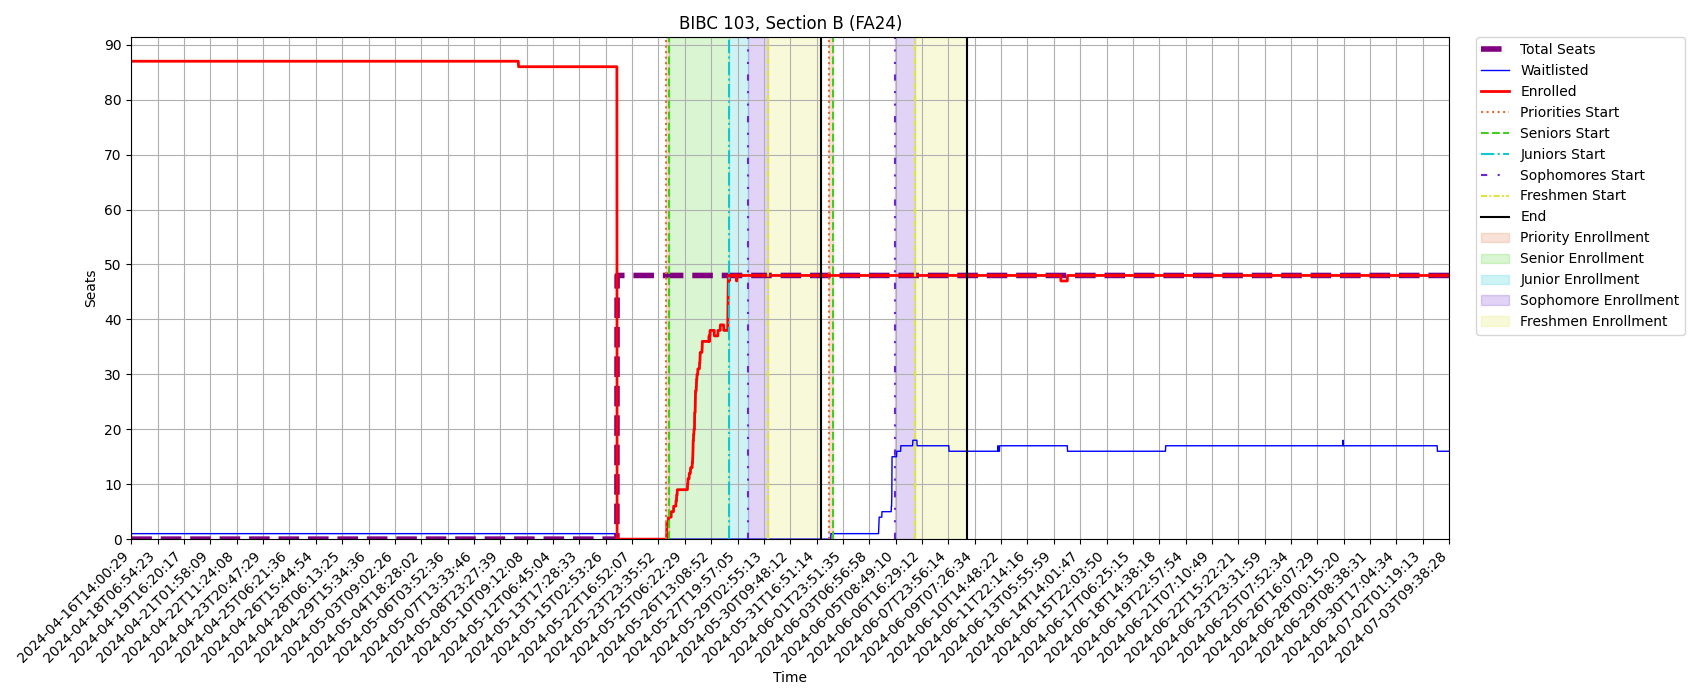 BIBC 103, Section B (FA24)
90
80
70
60
50
40
30
20
10
0
Seats
2024-04-16T14:00:29
2024-04-18T06:54:23
2024-04-19T16:20:17
2024-04-21T01:58:09
2024-04-22T11:24:08
2024-04-23T20:47:29
2024-04-25T06:21:36
2024-04-26T15:44:54
2024-04-28T06:13:25
2024-04-29T15:34:36
2024-05-03T09:02:26
2024-05-04T18:28:02
2024-05-06T03:52:36
2024-05-07T13:33:46
2024-05-08T23:27:39
2024-05-10T09:12:08
2024-05-12T06:45:04
2024-05-13T17:28:33
2024-05-15T02:53:26
2024-05-22T16:52:07
2024-05-23T23:35:52
2024-05-25T06:22:29
2024-05-26T13:08:52
2024-05-27T19:57:05
2024-05-29T02:55:13
2024-05-30T09:48:12
2024-05-31T16:51:14
2024-06-01T23:51:35
2024-06-03T06:56:58
2024-06-05T08:49:10
2024-06-06T16:29:12
2024-06-07T23:56:14
2024-06-09T07:26:34
2024-06-10T14:48:22
2024-06-11T22:14:16
2024-06-13T05:55:59
2024-06-14T14:01:47
2024-06-15T22:03:50
2024-06-17T06:25:15
2024-06-18T14:38:18
2024-06-19T22:57:54
2024-06-21T07:10:49
2024-06-22T15:22:21
2024-06-23T23:31:59
2024-06-25T07:52:34
2024-06-26T16:07:29
2024-06-28T00:15:20
2024-06-29T08:38:31
2024-06-30T17:04:34
2024-07-02T01:19:13
2024-07-03T09:38:28
Time
Total Seats
Waitlisted
Enrolled
Priorities Start
Seniors Start
Juniors Start
Sophomores Start
Freshmen Start
End
Priority Enrollment
Senior Enrollment
Junior Enrollment
Sophomore Enrollment
Freshmen Enrollment